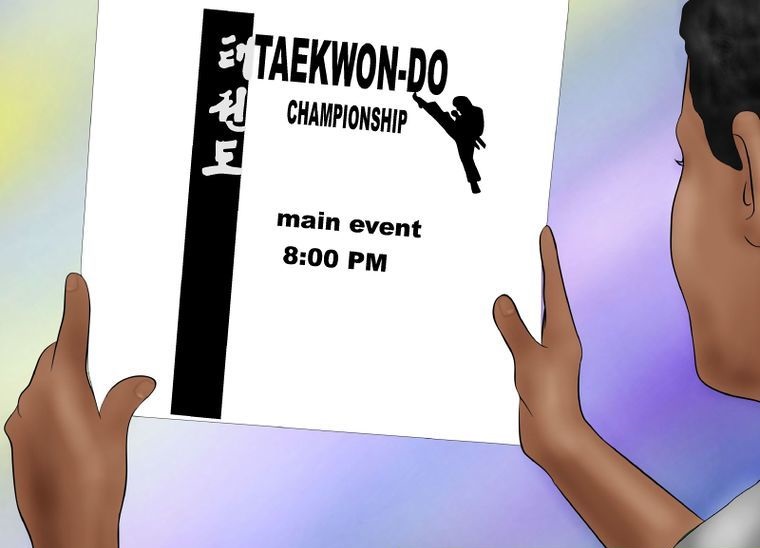 태권도
TAEKWON-DO
CHAMPIONSHIP
main event
8:00 PM